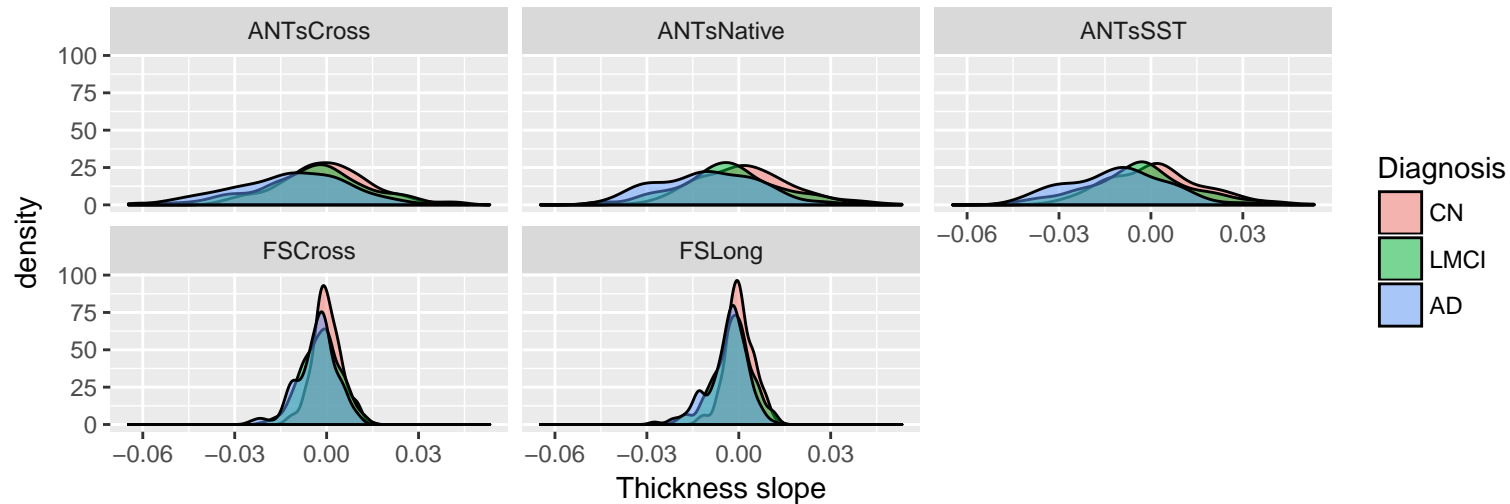 ANTsCross ANTsNative ANTsSST
100
75
50
25
0
−0.06 −0.03 0.00 0.03
FSCross FSLong
100
75
50
25
0
−0.06 −0.03 0.00 0.03 −0.06 −0.03 0.00 0.03
Thickness slope
density
Diagnosis
CN
LMCI
AD